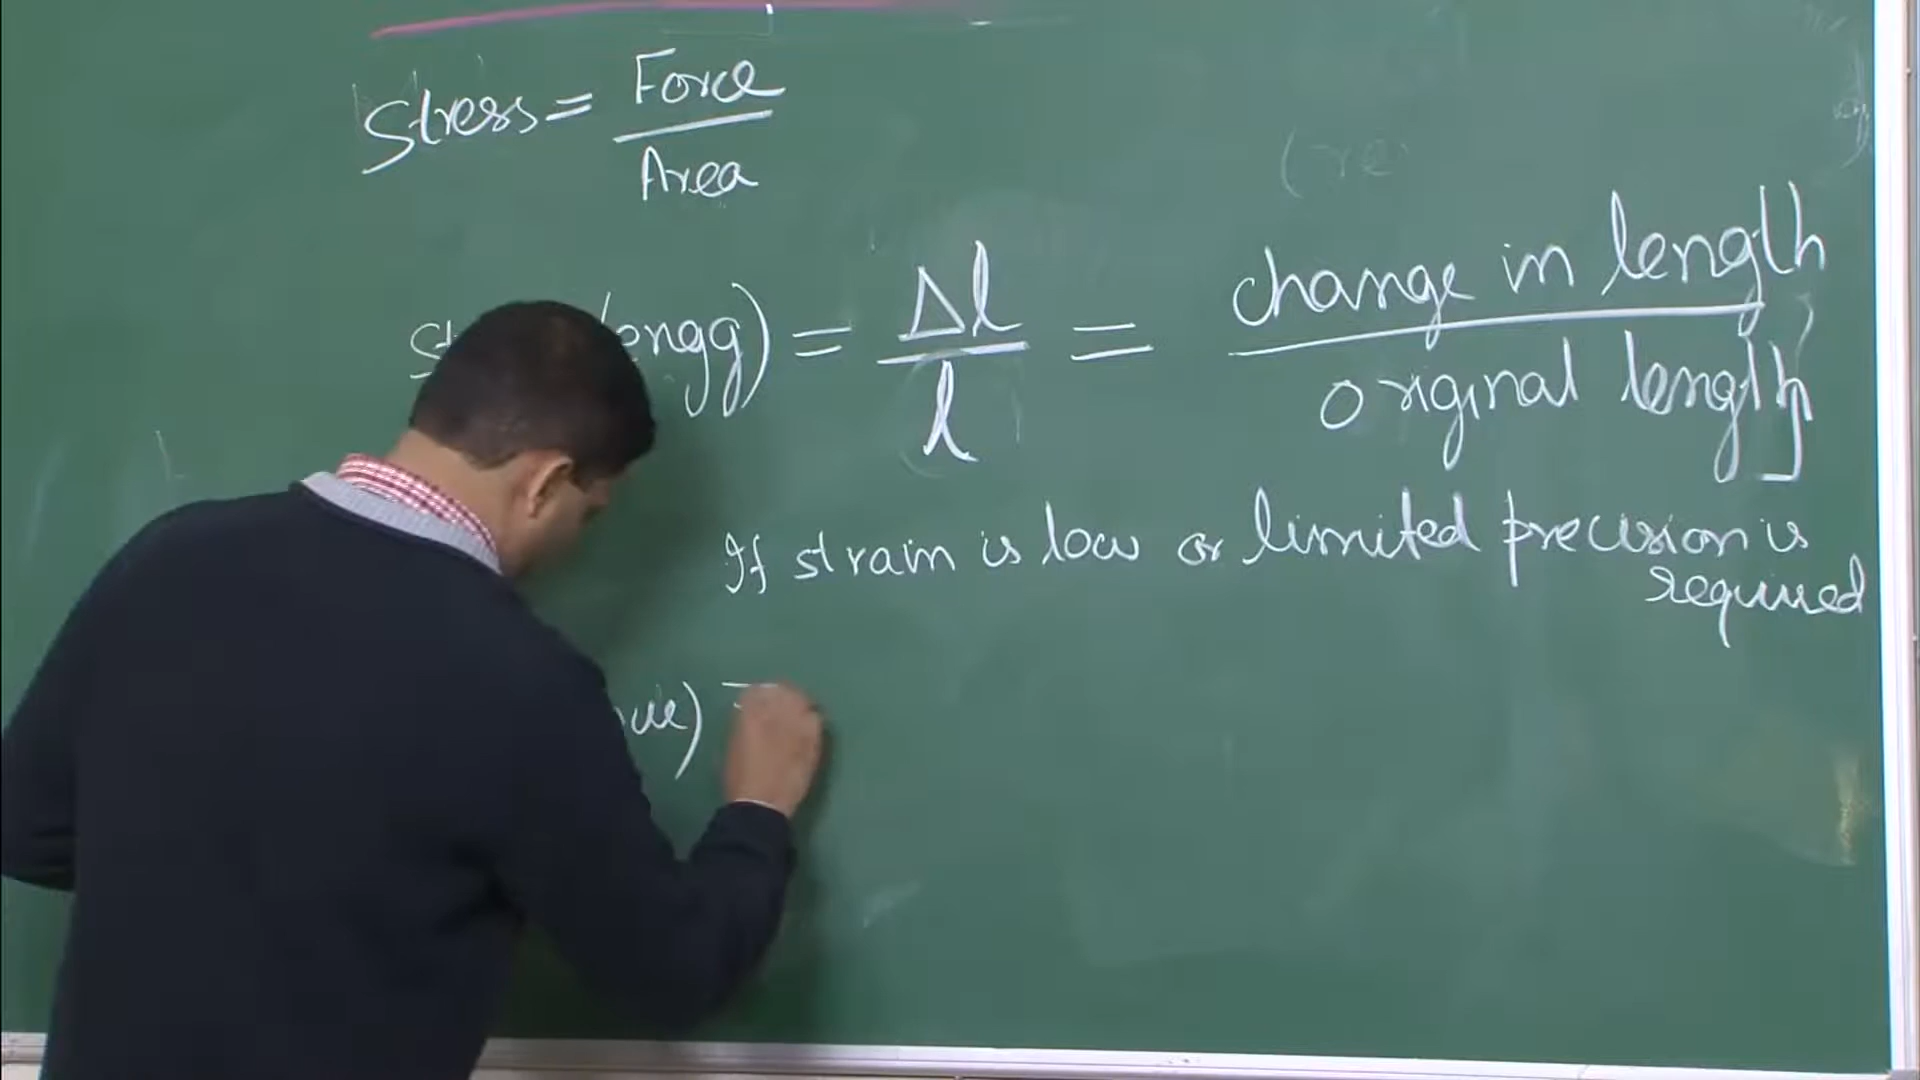 Stress = Force / Area
(engg) = Δl / l = change in length / original length
If strain is low or limited precision is
required
=